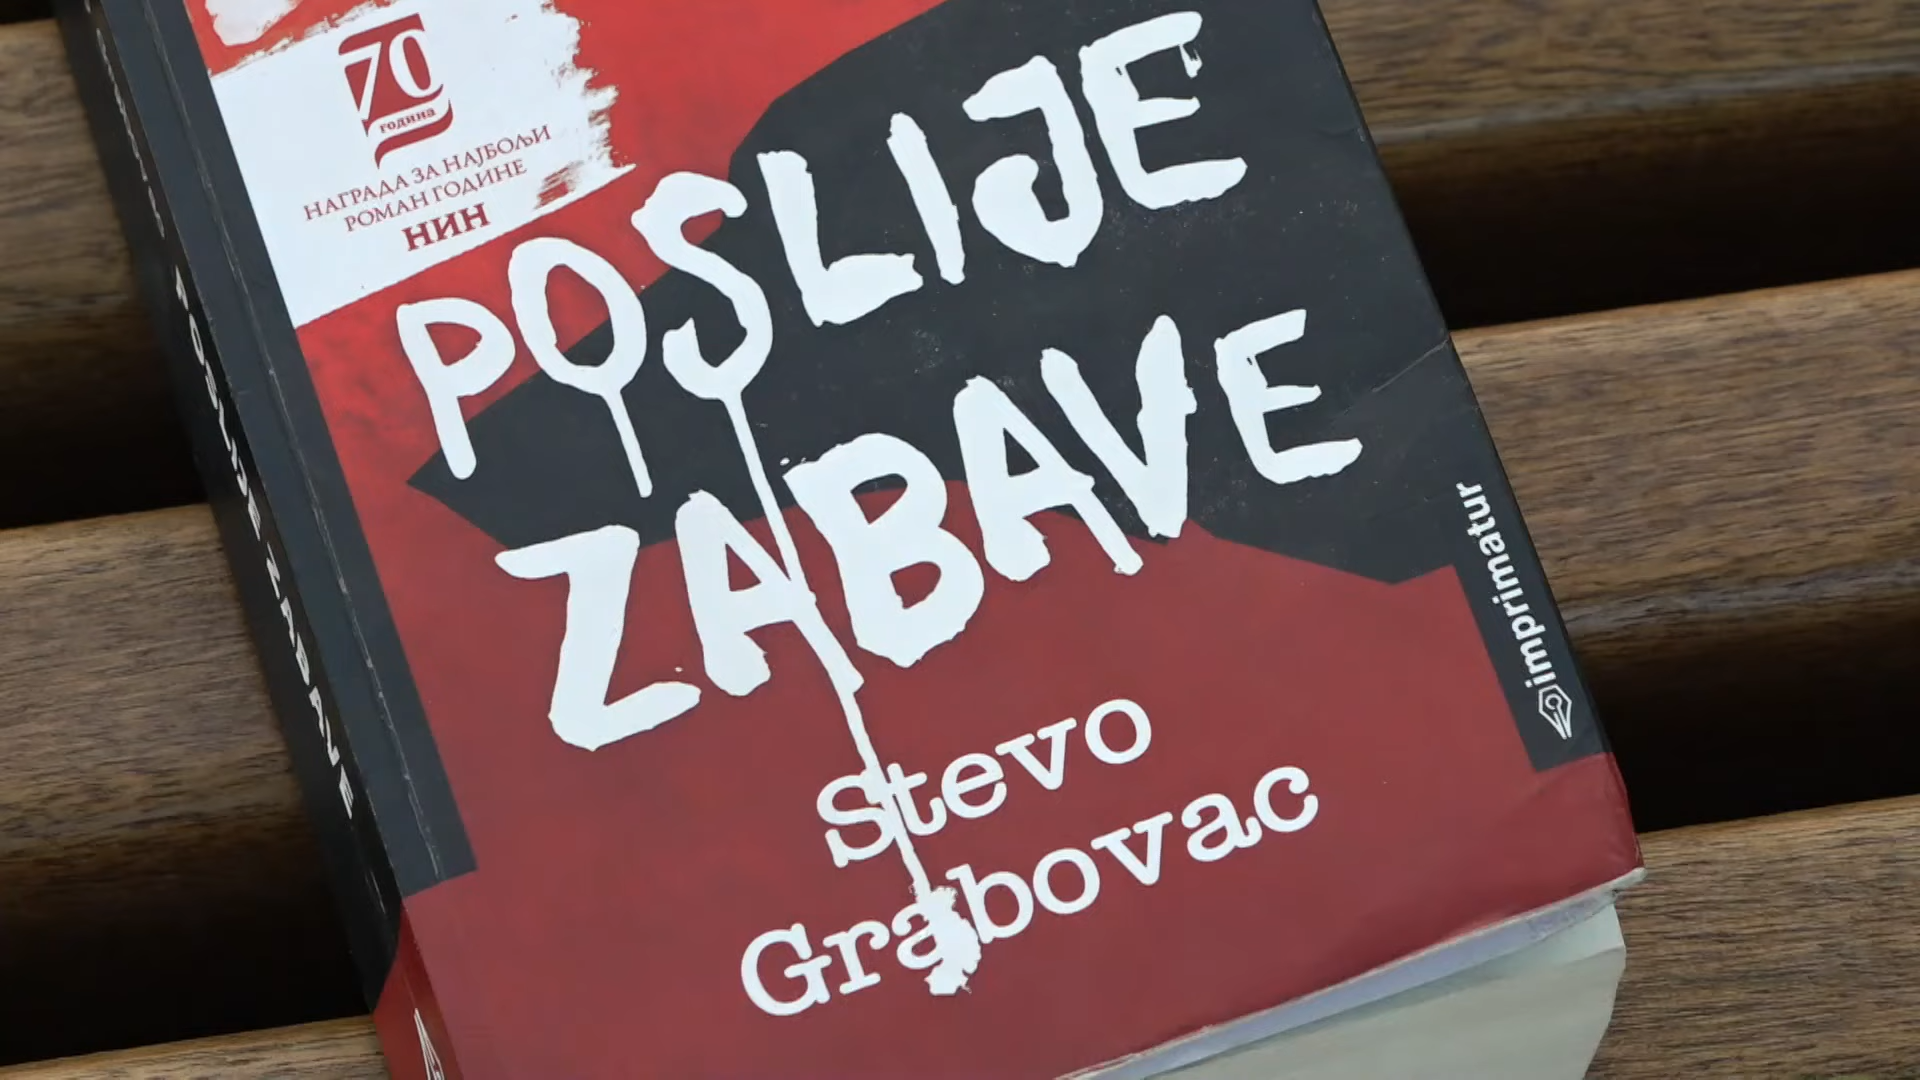 70
година
НАГРАДА ЗА НАЈБОЉИ
РОМАН ГОДИНЕ
НИН
POSLIJE
ZABAVE
Stevo
Grabovac
imprimatur
POSLIJE ZABAVE